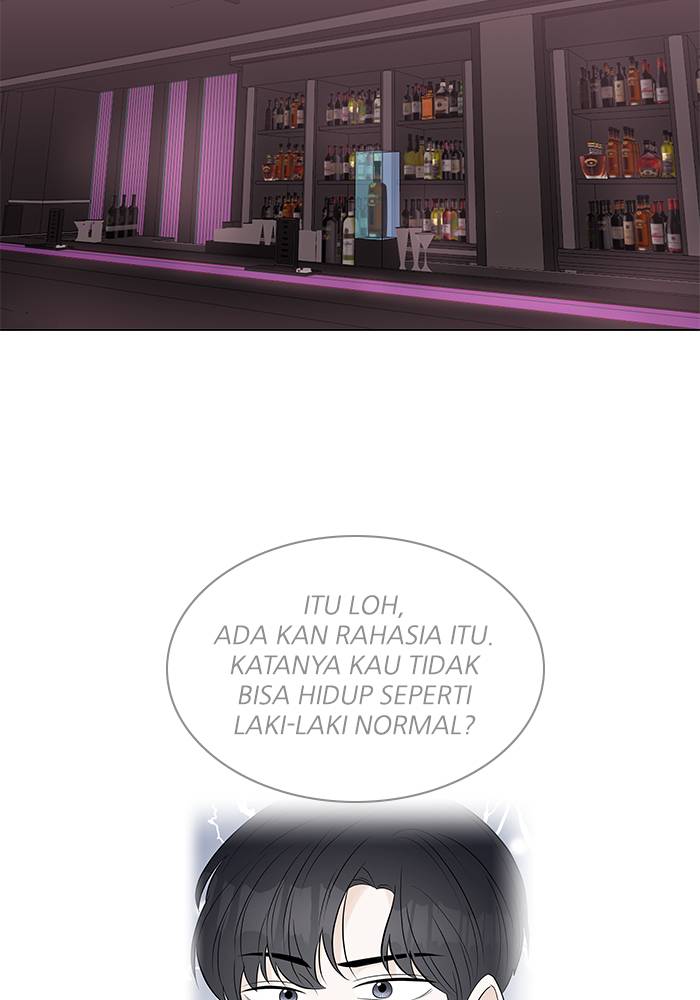 ITU LOH,
ADA KAN RAHASIA ITU.
KATANYA KAU TIDAK
BISA HIDUP SEPERTI
LAKI-LAKI NORMAL?